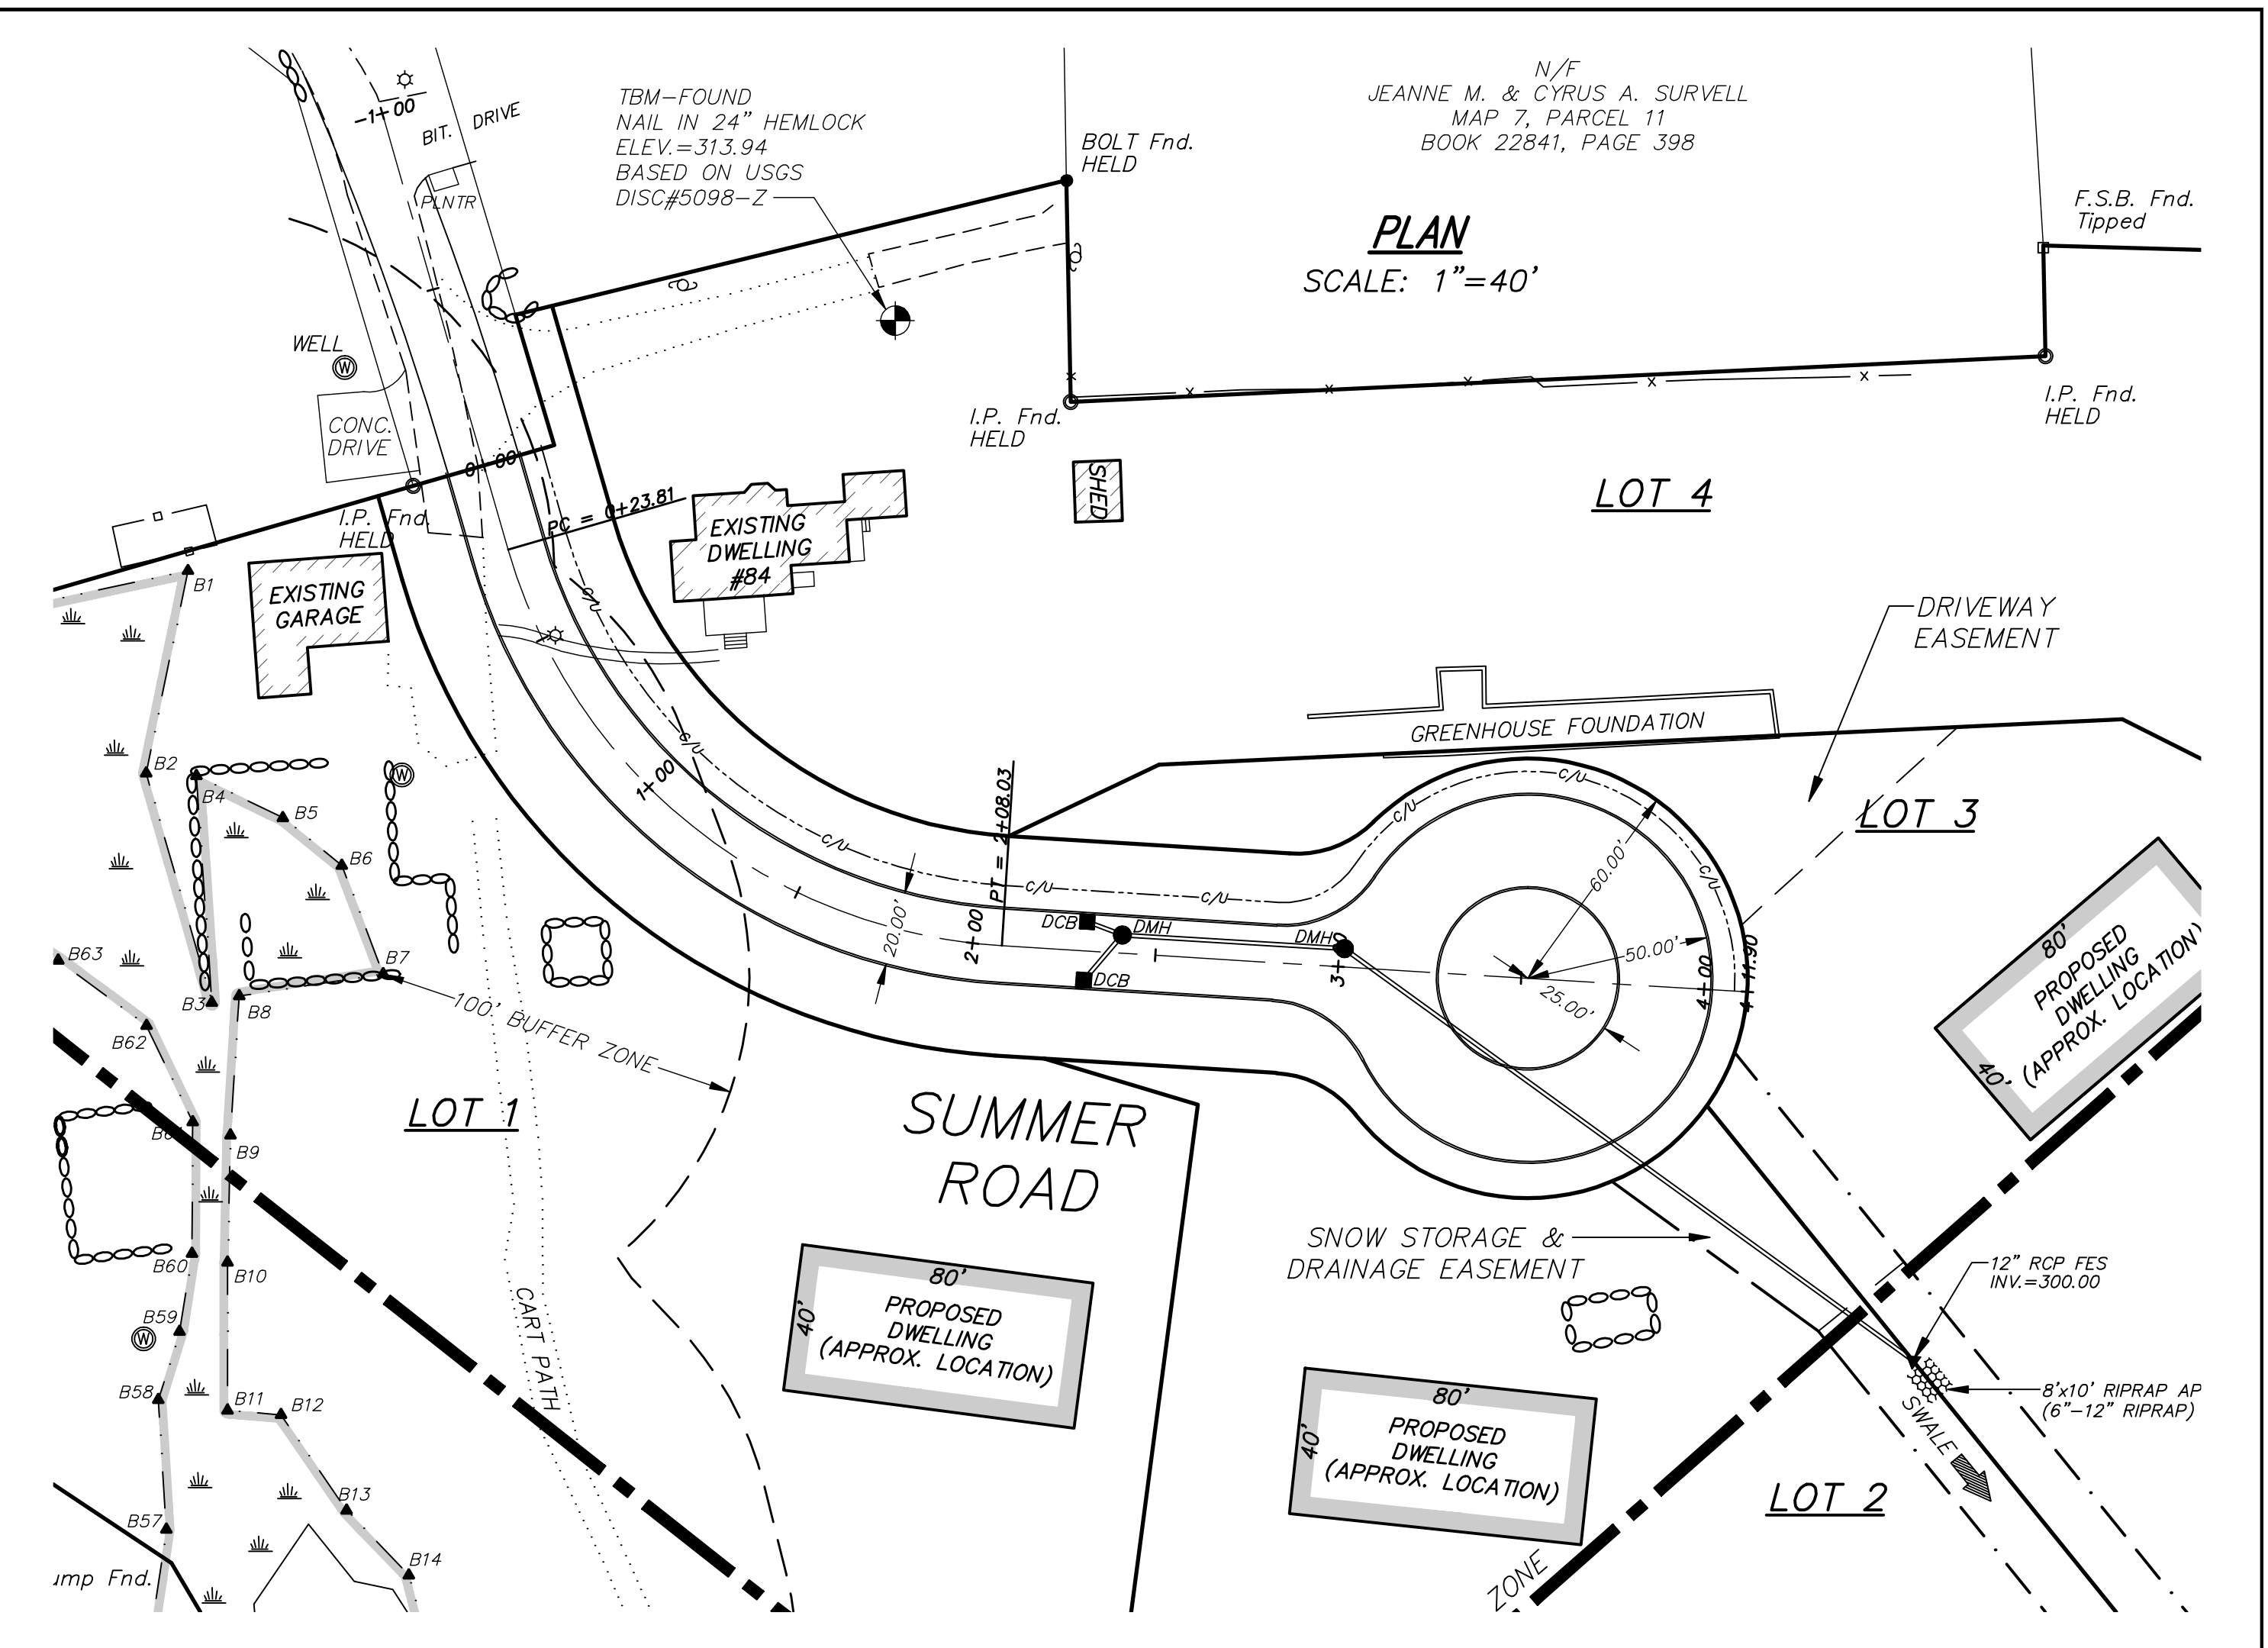 -1+00
BIT. DRIVE
PLNTR
TBM-FOUND
NAIL IN 24" HEMLOCK
ELEV.=313.94
BASED ON USGS
DISC#5098-Z
BOLT Fnd.
HELD
N/F
JEANNE M. & CYRUS A. SURVELL
MAP 7, PARCEL 11
BOOK 22841, PAGE 398
PLAN
SCALE: 1"=40'
F.S.B. Fnd.
Tipped
WELL
W
CONC.
DRIVE
I.P. Fnd.
HELD
I.P. Fnd.
HELD
I.P. Fnd.
HELD
0+00
PC = 0+23.81
EXISTING
DWELLING
#84
SHED
LOT 4
EXISTING
GARAGE
B1
C/U
DRIVEWAY
EASEMENT
GREENHOUSE FOUNDATION
C/U
1+00
C/U
B2
B4
B5
B6
W
PT = 2+08.03
C/U
C/U
C/U
C/U
C/U
LOT 3
60.00'
50.00'
25.00'
20.00'
2+00
DCB
DMH
DMH
DCB
3+0
4+00
4+11.90
80'
40'
PROPOSED
DWELLING
(APPROX. LOCATION)
B63
B7
B3
B8
B62
100' BUFFER ZONE
LOT 1
B9
SUMMER
ROAD
B60
B10
SNOW STORAGE &
DRAINAGE EASEMENT
12" RCP FES
INV.=300.00
B59
W
CART PATH
80'
40'
PROPOSED
DWELLING
(APPROX. LOCATION)
B58
B11
B12
80'
40'
PROPOSED
DWELLING
(APPROX. LOCATION)
8'x10' RIPRAP AP
(6"-12" RIPRAP)
SWALE
LOT 2
B13
B57
B14
ump Fnd.
ZONE